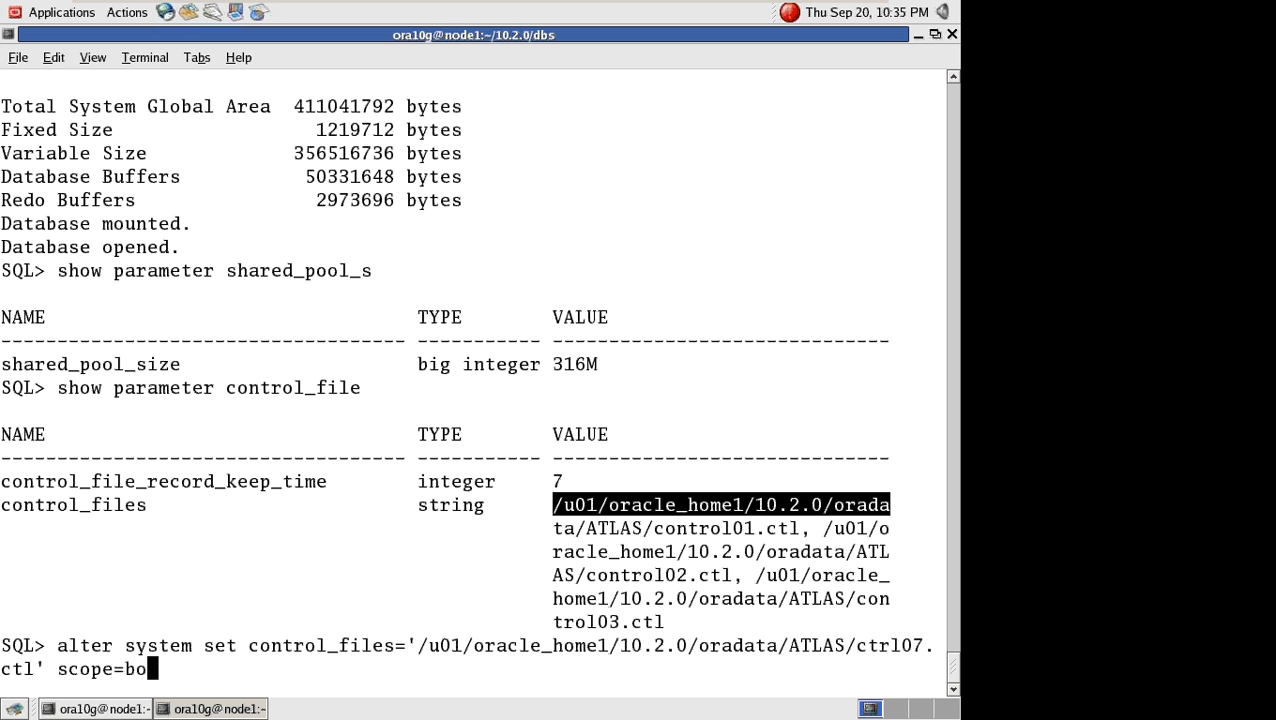 Applications Actions Thu Sep 20, 10:35 PM
ora10g@node1:~/10.2.0/dbs
File Edit View Terminal Tabs Help
Total System Global Area 411041792 bytes
Fixed Size 1219712 bytes
Variable Size 356516736 bytes
Database Buffers 50331648 bytes
Redo Buffers 2973696 bytes
Database mounted.
Database opened.
SQL> show parameter shared_pool_s
NAME TYPE VALUE
------------------------------------ ----------- ------------------------------
shared_pool_size big integer 316M
SQL> show parameter control_file
NAME TYPE VALUE
------------------------------------ ----------- ------------------------------
control_file_record_keep_time integer 7
control_files string /u01/oracle_home1/10.2.0/orada
ta/ATLAS/control01.ctl, /u01/o
racle_home1/10.2.0/oradata/ATL
AS/control02.ctl, /u01/oracle_
home1/10.2.0/oradata/ATLAS/con
trol03.ctl
SQL> alter system set control_files='/u01/oracle_home1/10.2.0/oradata/ATLAS/ctrl07.
ctl' scope=bo
ora10g@node1:- ora10g@node1:-